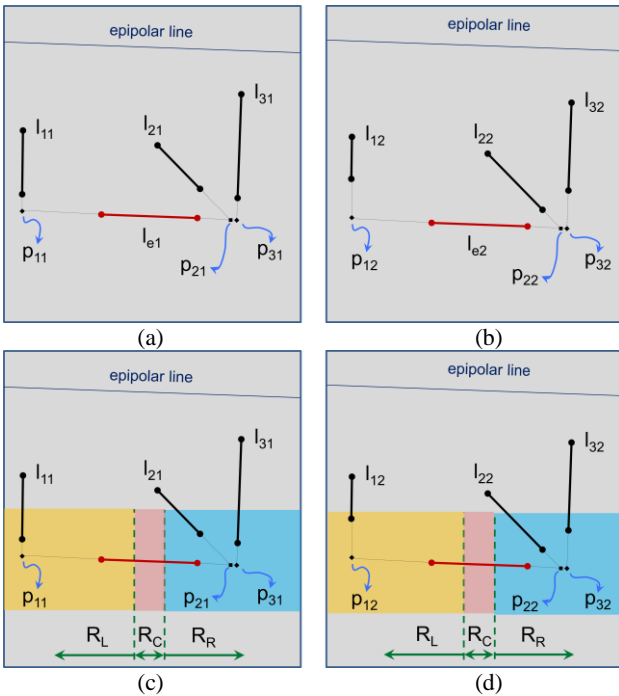 epipolar line
l31
l11
l21
le1
p11
p21
p31
(a)
epipolar line
l32
l12
l22
le2
p12
p22
p32
(b)
epipolar line
l31
l11
l21
p11
p21
p31
RL RC RR
(c)
epipolar line
l32
l12
l22
p12
p22
p32
RL RC RR
(d)